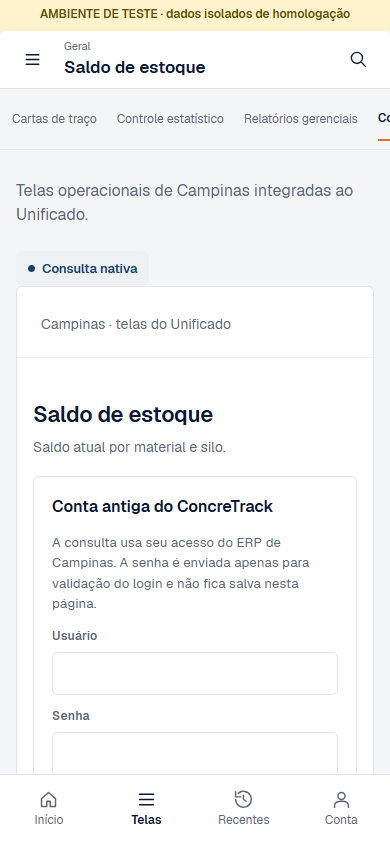 AMBIENTE DE TESTE · dados isolados de homologação
Geral
Saldo de estoque
Cartas de traço
Controle estatístico
Relatórios gerenciais
Telas operacionais de Campinas integradas ao
Unificado.
Consulta nativa
Campinas · telas do Unificado
Saldo de estoque
Saldo atual por material e silo.
Conta antiga do ConcreTrack
A consulta usa seu acesso do ERP de
Campinas. A senha é enviada apenas para
validação do login e não fica salva nesta
página.
Usuário
Senha
Início
Telas
Recentes
Conta